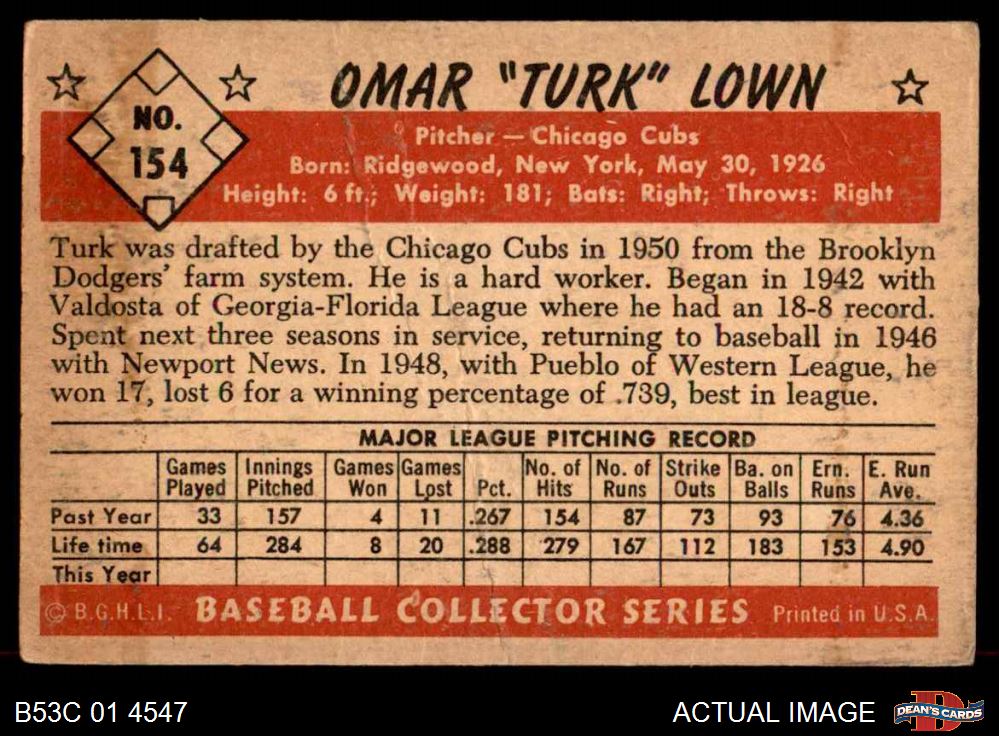 OMAR "TURK" LOWN
NO.
154
Pitcher — Chicago Cubs
Born: Ridgewood, New York, May 30, 1926
Height: 6 ft.; Weight: 181; Bats: Right; Throws: Right
Turk was drafted by the Chicago Cubs in 1950 from the Brooklyn
Dodgers' farm system. He is a hard worker. Began in 1942 with
Valdosta of Georgia-Florida League where he had an 18-8 record.
Spent next three seasons in service, returning to baseball in 1946
with Newport News. In 1948, with Pueblo of Western League, he
won 17, lost 6 for a winning percentage of .739, best in league.
MAJOR LEAGUE PITCHING RECORD
Games Played Innings Pitched Games Won Games Lost Pct. No. of Hits No. of Runs Strike Outs Ba. on Balls Ern. Runs E. Run Ave.
Past Year 33 157 4 11 .267 154 87 73 93 76 4.36
Life time 64 284 8 20 .288 279 167 112 183 153 4.90
This Year
© B.G.H.L.I. BASEBALL COLLECTOR SERIES Printed in U.S.A.
B53C 01 4547 ACTUAL IMAGE DEAN'S CARDS